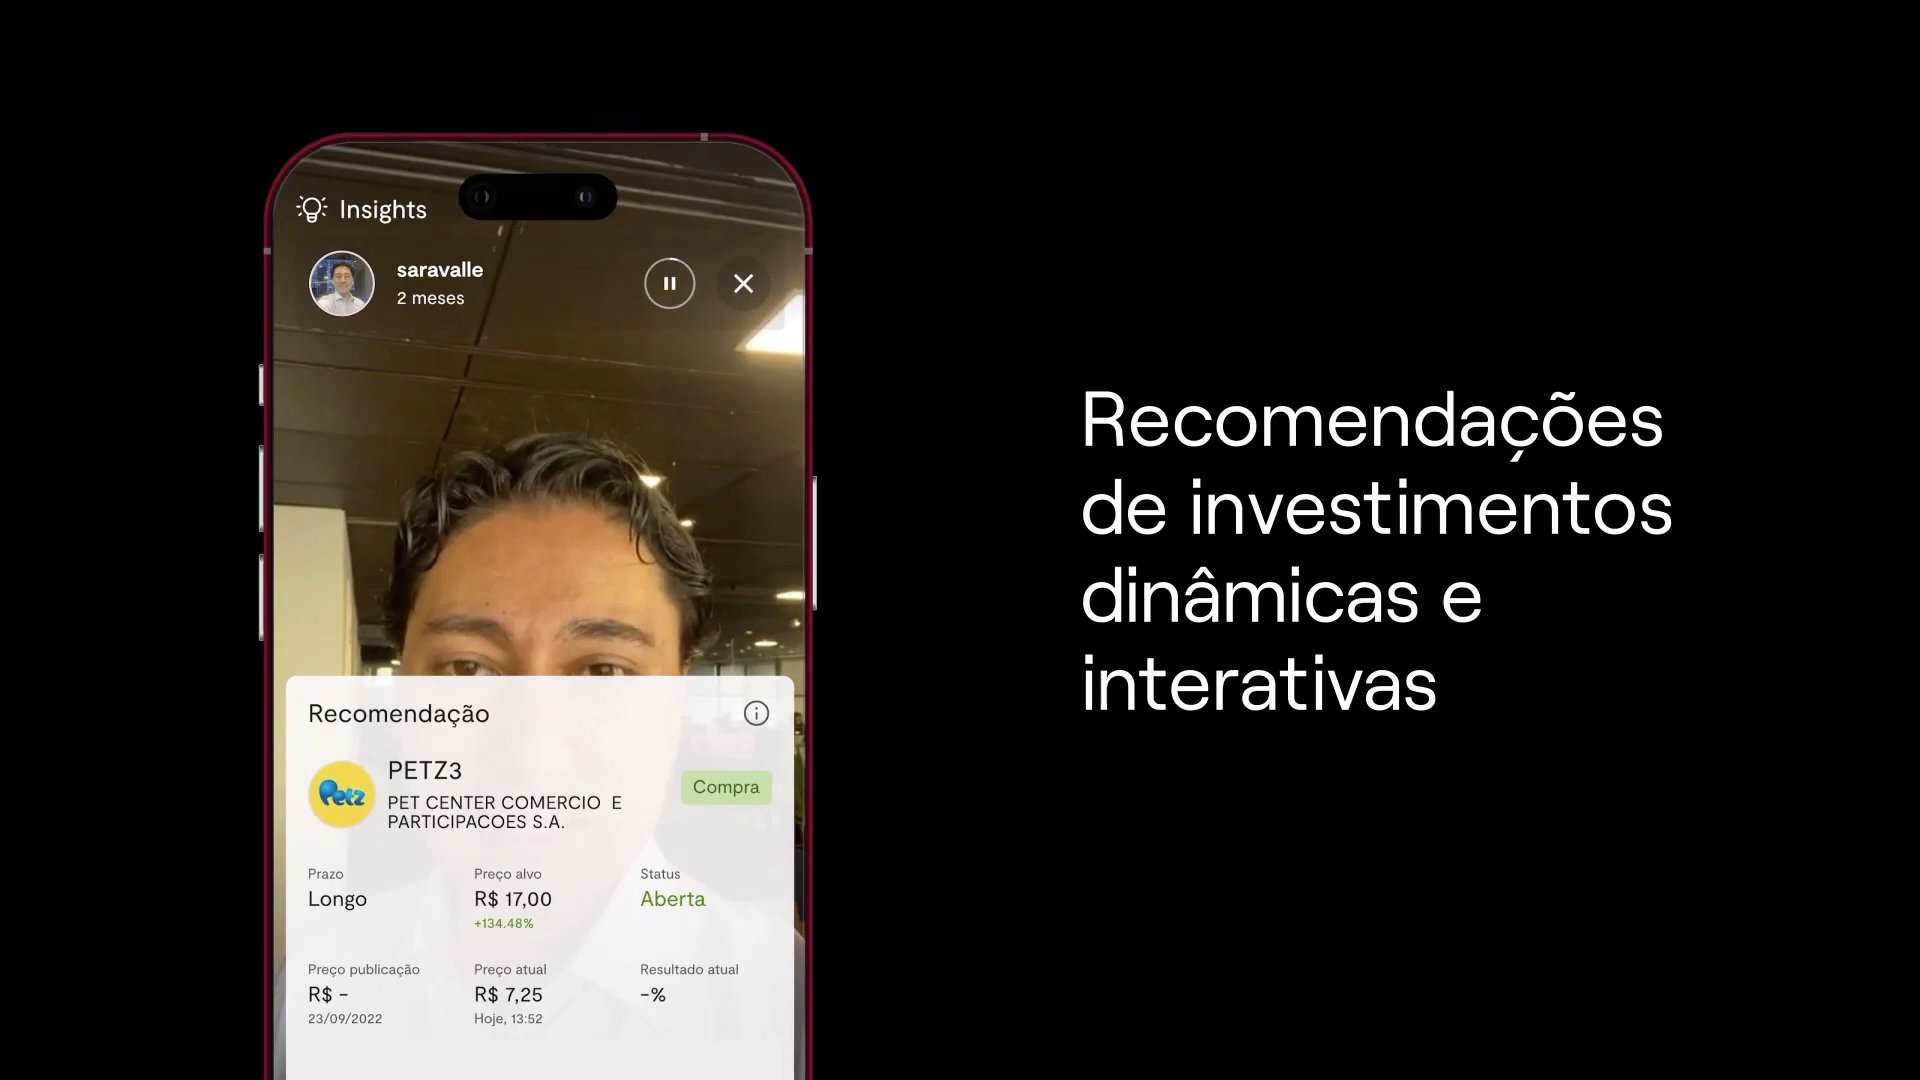 Insights
saravalle
2 meses
Recomendações
de investimentos
dinâmicas e
interativas
Recomendação
Petz
PETZ3
PET CENTER COMERCIO E
PARTICIPACOES S.A.
Compra
Prazo
Longo
Preço alvo
R$ 17,00
+134.48%
Status
Aberta
Preço publicação
R$ -
23/09/2022
Preço atual
R$ 7,25
Hoje, 13:52
Resultado atual
-%